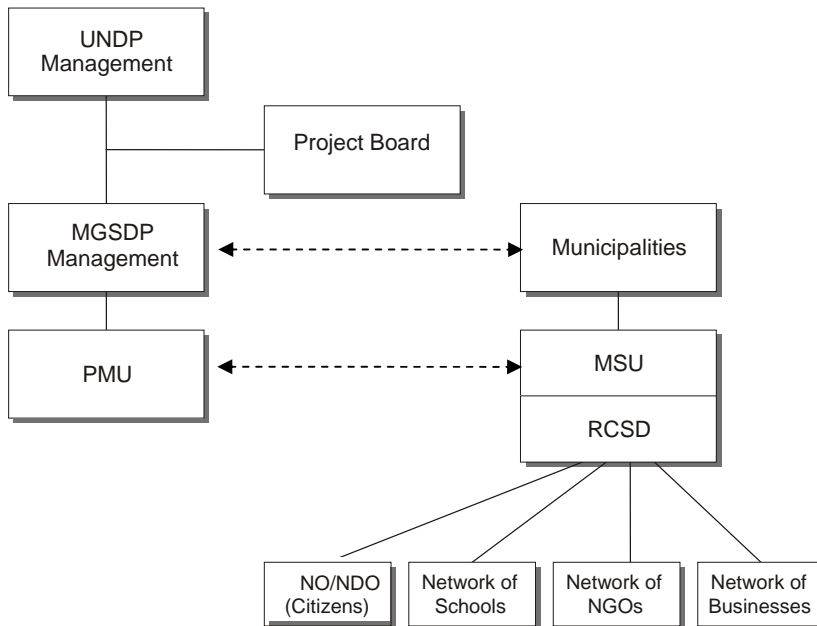 UNDP
Management
Project Board
MGSDP
Management
Municipalities
PMU
MSU
RCSD
NO/NDO
(Citizens)
Network of
Schools
Network of
NGOs
Network of
Businesses